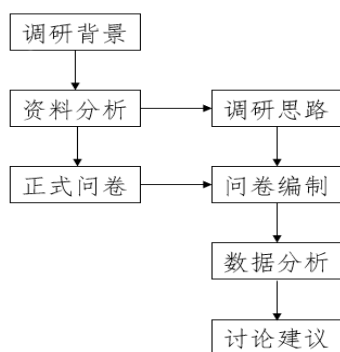 调研背景
资料分析
调研思路
正式问卷
问卷编制
数据分析
讨论建议